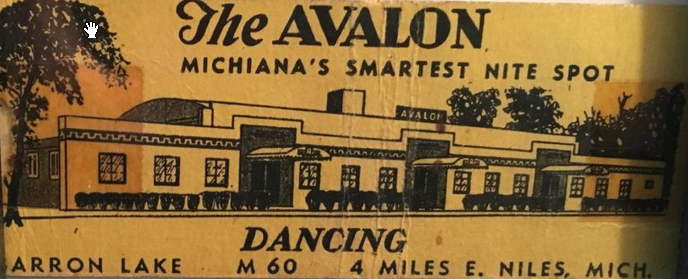 The AVALON
MICHIANA'S SMARTEST NITE SPOT
AVALON
DANCING
ARRON LAKE M 60 4 MILES E. NILES, MICH.